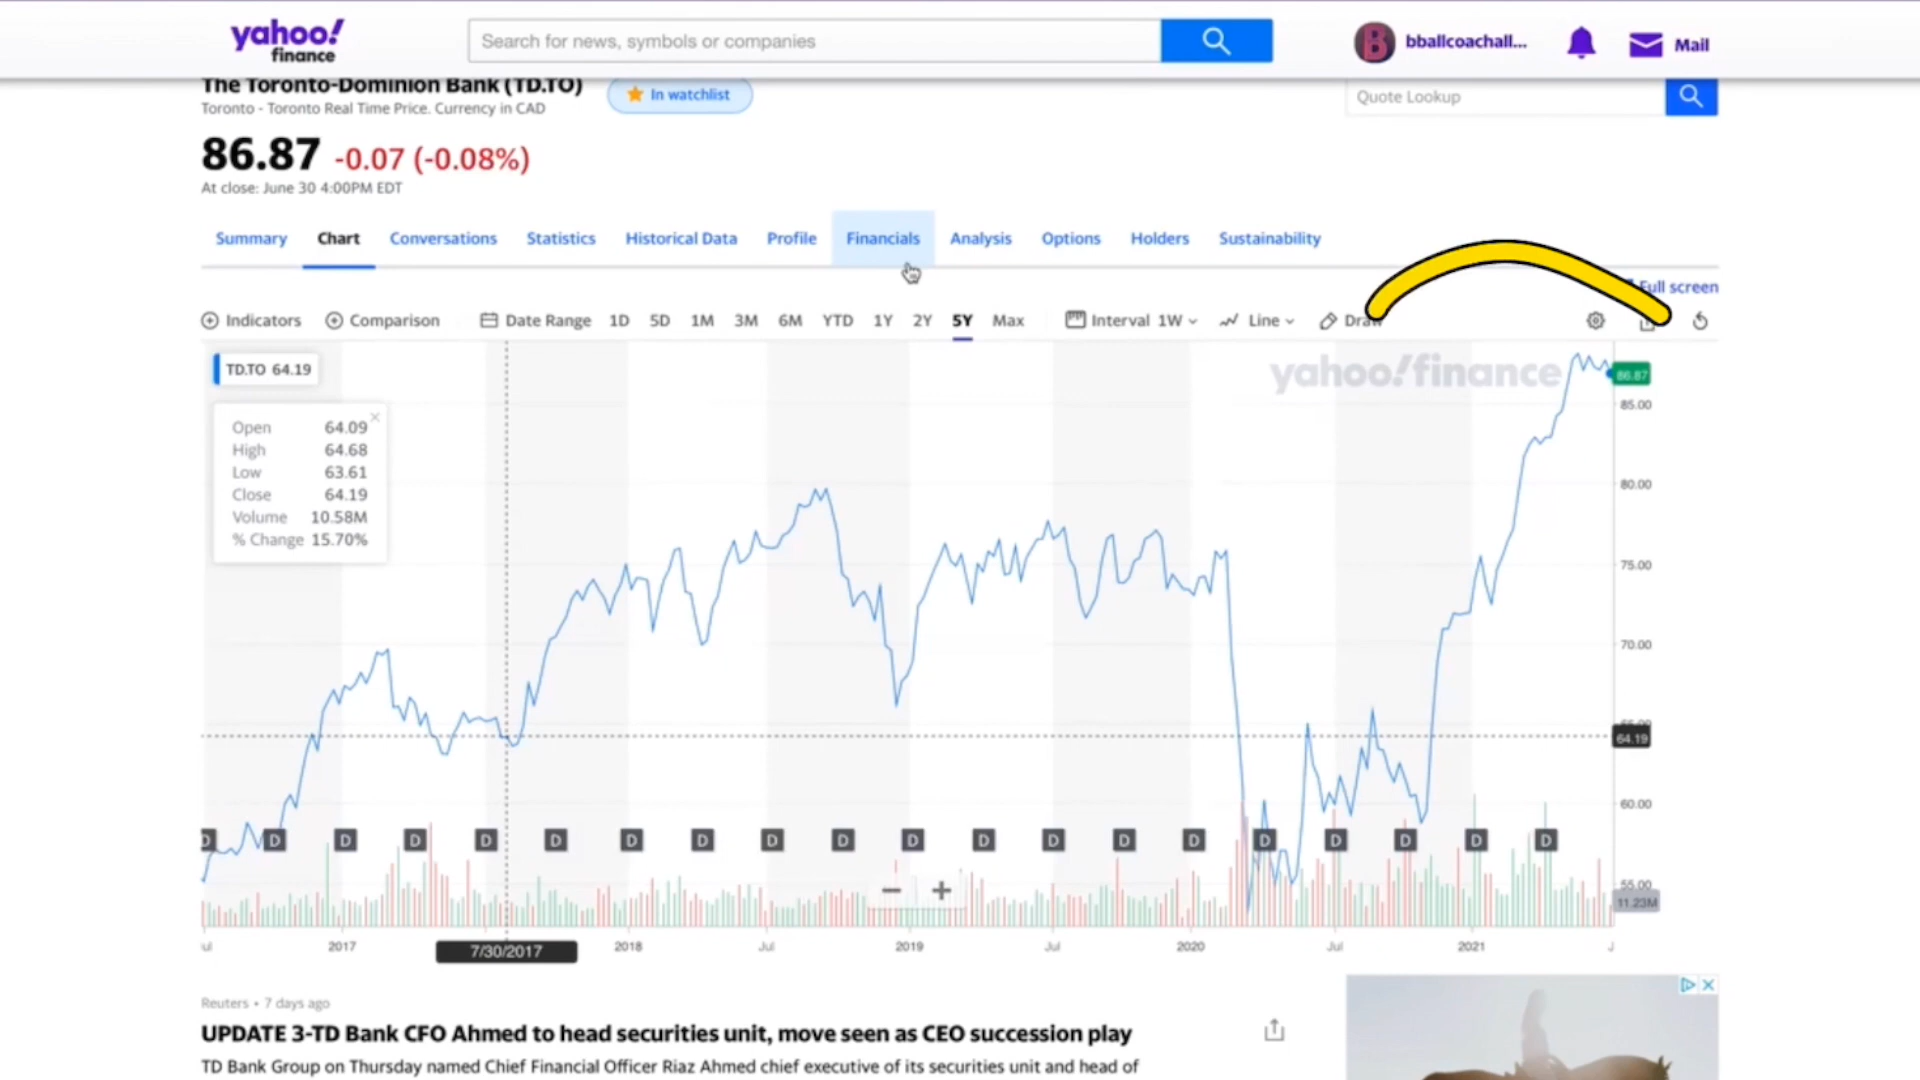 yahoo!
finance
Search for news, symbols or companies
B
bballcoachall...
Mail
The Toronto-Dominion Bank (TD.TO)
In watchlist
Toronto - Toronto Real Time Price. Currency in CAD
Quote Lookup
86.87 -0.07 (-0.08%)
At close: June 30 4:00PM EDT
Summary Chart Conversations Statistics Historical Data Profile Financials Analysis Options Holders Sustainability
Full screen
Indicators Comparison Date Range 1D 5D 1M 3M 6M YTD 1Y 2Y 5Y Max Interval 1W Line Draw
TD.TO 64.19
yahoo!finance
86.87
85.00
Open 64.09
High 64.68
Low 63.61
Close 64.19
Volume 10.58M
% Change 15.70%
80.00
75.00
70.00
65.00
64.19
60.00
D D D D D D D D D D D D D D D D D D D D
55.00
11.23M
2017 7/30/2017 2018 Jul 2019 Jul 2020 Jul 2021 J
Reuters • 7 days ago
UPDATE 3-TD Bank CFO Ahmed to head securities unit, move seen as CEO succession play
TD Bank Group on Thursday named Chief Financial Officer Riaz Ahmed chief executive of its securities unit and head of